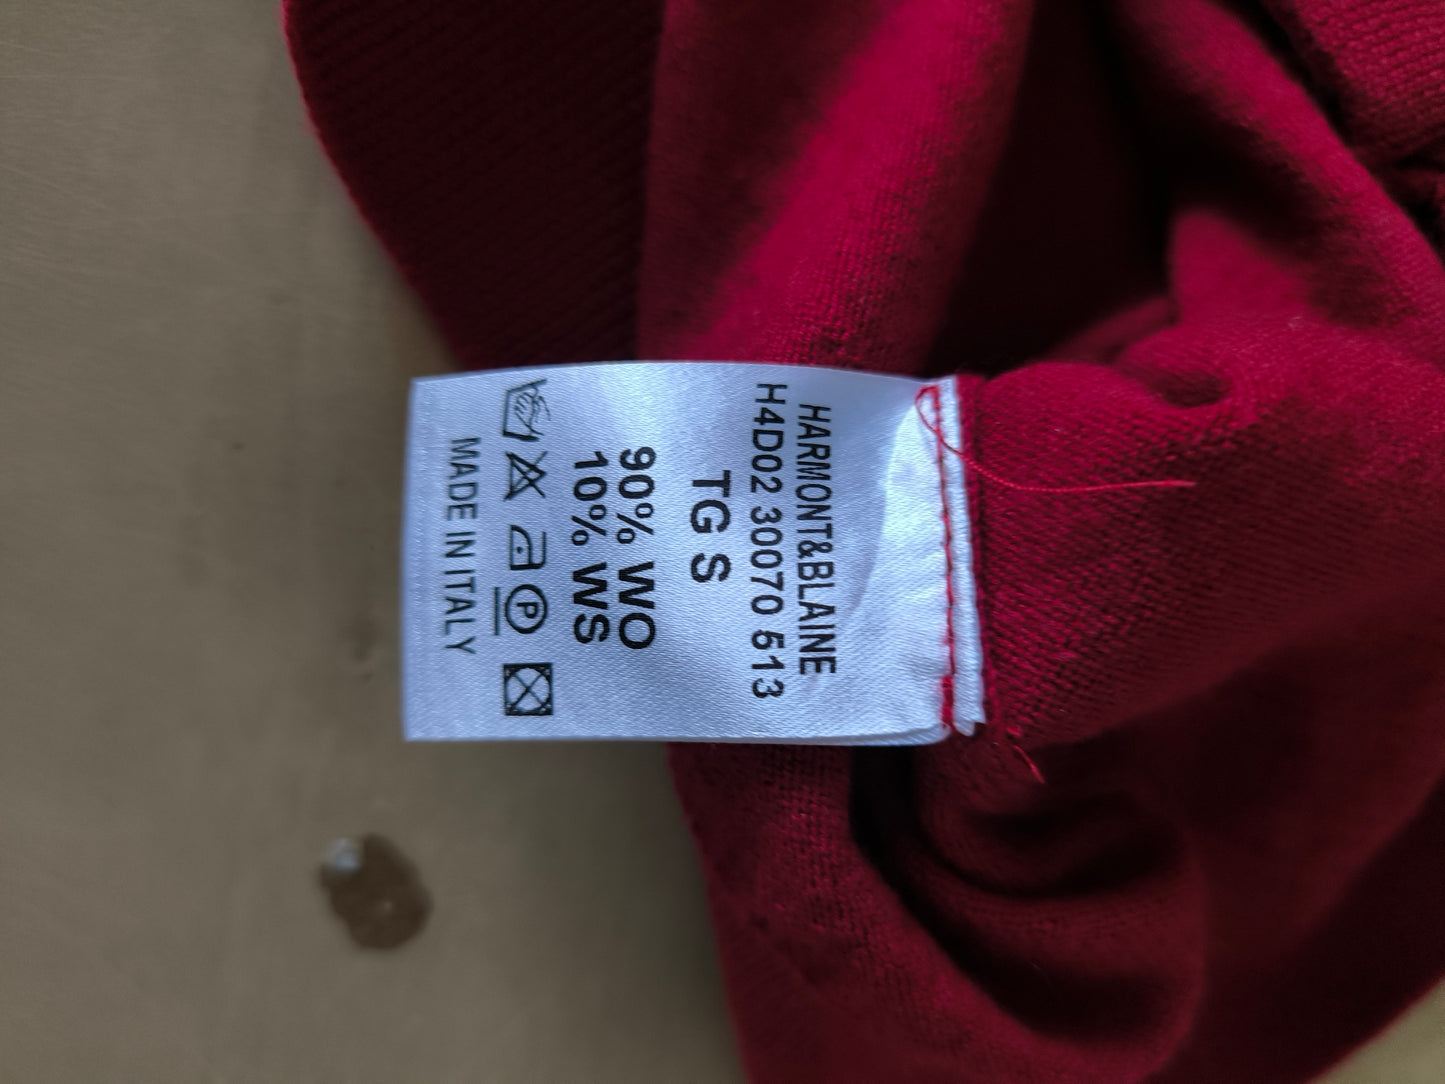 HARMONT&BLAINE
H4D02 30070 513
TG S
90% WO
10% WS
P
MADE IN ITALY